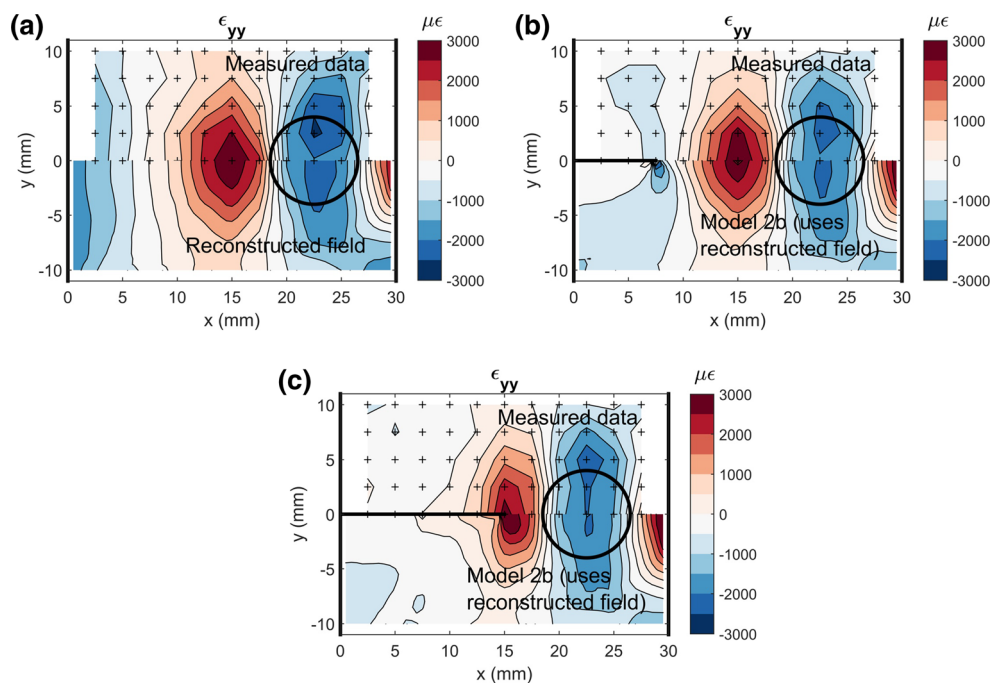 (a)
ϵyy
με
Measured data
Reconstructed field
10
5
0
-5
-10
y (mm)
0 5 10 15 20 25 30
x (mm)
3000
2000
1000
0
-1000
-2000
-3000
(b)
ϵyy
με
Measured data
Model 2b (uses
reconstructed field)
10
5
0
-5
-10
y (mm)
0 5 10 15 20 25 30
x (mm)
3000
2000
1000
0
-1000
-2000
-3000
(c)
ϵyy
με
Measured data
Model 2b (uses
reconstructed field)
10
5
0
-5
-10
y (mm)
0 5 10 15 20 25 30
x (mm)
3000
2000
1000
0
-1000
-2000
-3000